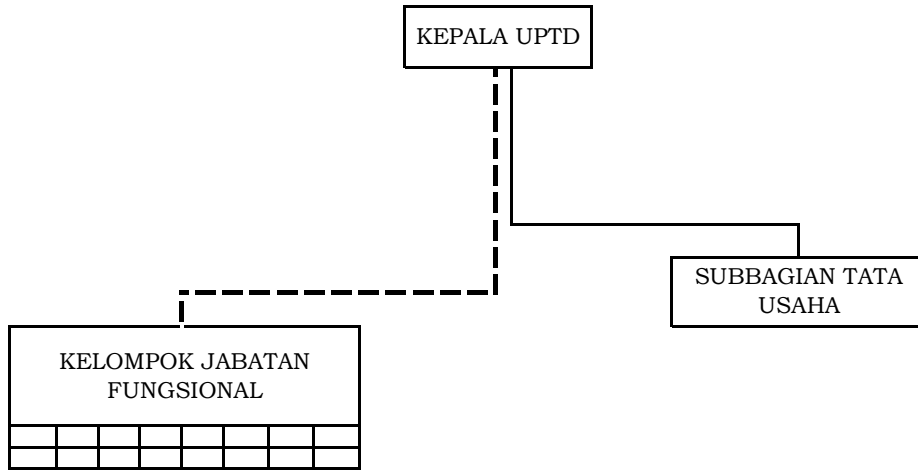 KEPALA UPTD
SUBBAGIAN TATA
USAHA
KELOMPOK JABATAN
FUNGSIONAL